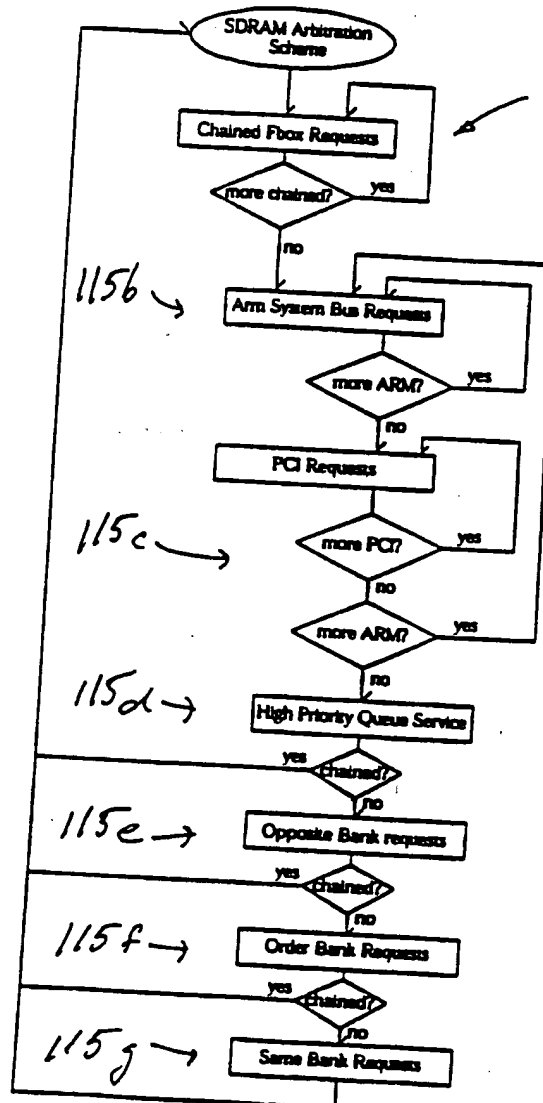 SDRAM Arbitration
Scheme
Chained Fbox Requests
more chained?
yes
no
115b
Arm System Bus Requests
more ARM?
yes
no
PCI Requests
115c
more PCI?
yes
no
more ARM?
yes
no
115d
High Priority Queue Service
yes
chained?
no
115e
Opposite Bank requests
yes
chained?
no
115f
Order Bank Requests
yes
chained?
no
115g
Same Bank Requests